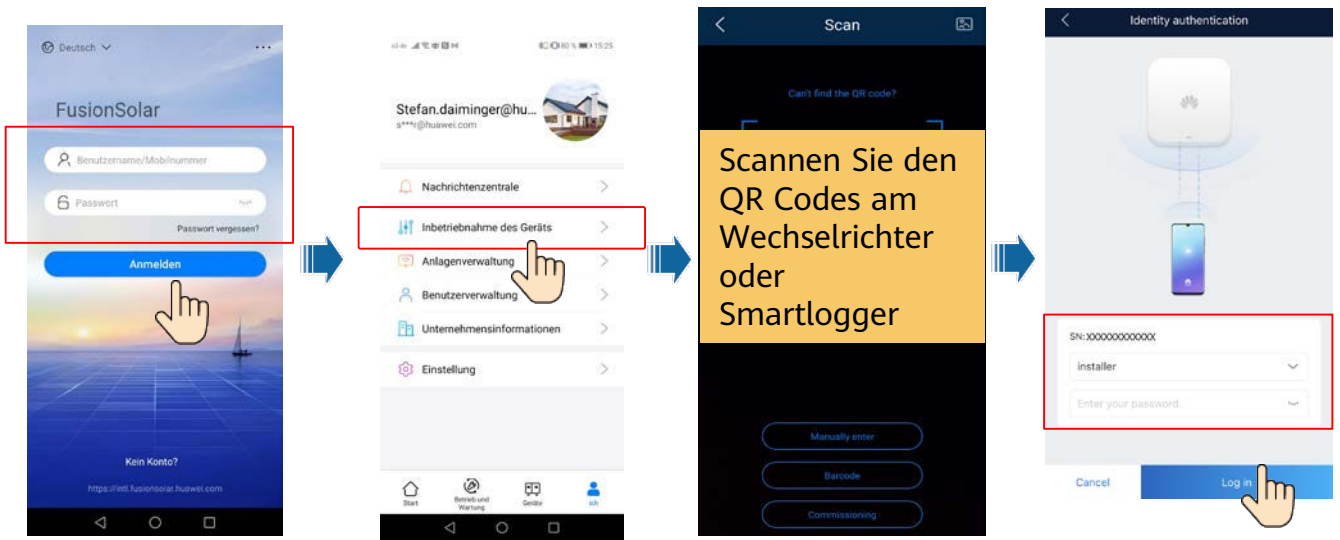 Deutsch
...
FusionSolar
Benutzername/Mobilnummer
Passwort
Passwort vergessen?
Anmelden
Kein Konto?
https://intl.fusionsolar.huawei.com
80 % 15:25
Stefan.daiminger@hu...
s***r@huawei.com
Nachrichtenzentrale
Inbetriebnahme des Geräts
Anlagenverwaltung
Benutzerverwaltung
Unternehmensinformationen
Einstellung
Start
Betrieb und
Wartung
Geräte
Ich
Scan
Can't find the QR code?
Scannen Sie den
QR Codes am
Wechselrichter
oder
Smartlogger
Manually enter
Barcode
Commissioning
Identity authentication
SN:XXXXXXXXXXXX
installer
Enter your password.
Cancel
Log in